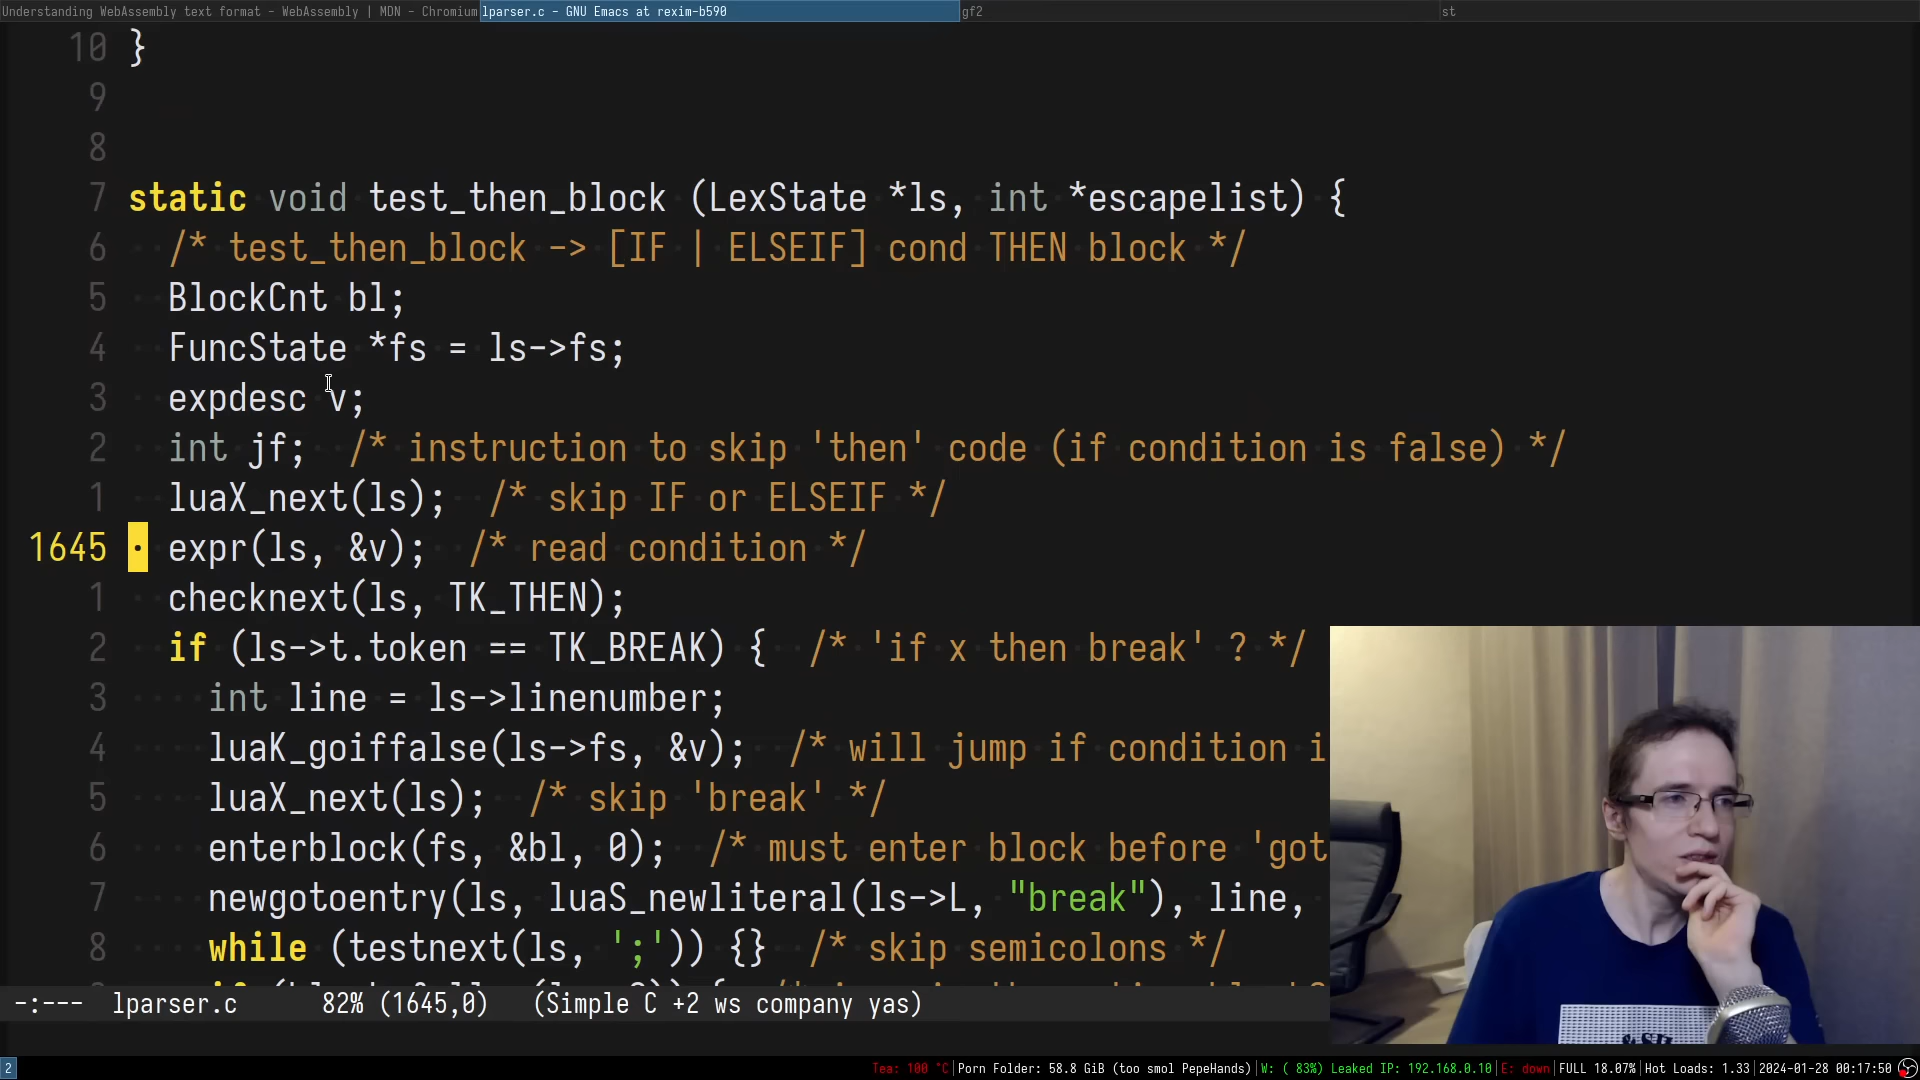 Understanding WebAssembly text format - WebAssembly | MDN - Chromium lparser.c - GNU Emacs at rexim-b590 gf2 st
10 }
9
8
7 static void test_then_block (LexState *ls, int *escapelist) {
6 /* test_then_block -> [IF | ELSEIF] cond THEN block */
5 BlockCnt bl;
4 FuncState *fs = ls->fs;
3 expdesc v;
2 int jf; /* instruction to skip 'then' code (if condition is false) */
1 luaX_next(ls); /* skip IF or ELSEIF */
1645 expr(ls, &v); /* read condition */
1 checknext(ls, TK_THEN);
2 if (ls->t.token == TK_BREAK) { /* 'if x then break' ? */
3 int line = ls->linenumber;
4 luaK_goiffalse(ls->fs, &v); /* will jump if condition i
5 luaX_next(ls); /* skip 'break' */
6 enterblock(fs, &bl, 0); /* must enter block before 'got
7 newgotoentry(ls, luaS_newliteral(ls->L, "break"), line,
8 while (testnext(ls, ';')) {} /* skip semicolons */
-:--- lparser.c 82% (1645,0) (Simple C +2 ws company yas)
2 Tea: 100 °C|Porn Folder: 58.8 GiB (too smol PepeHands)|W: ( 83%) Leaked IP: 192.168.0.10|E: down|FULL 18.07%|Hot Loads: 1.33|2024-01-28 00:17:50